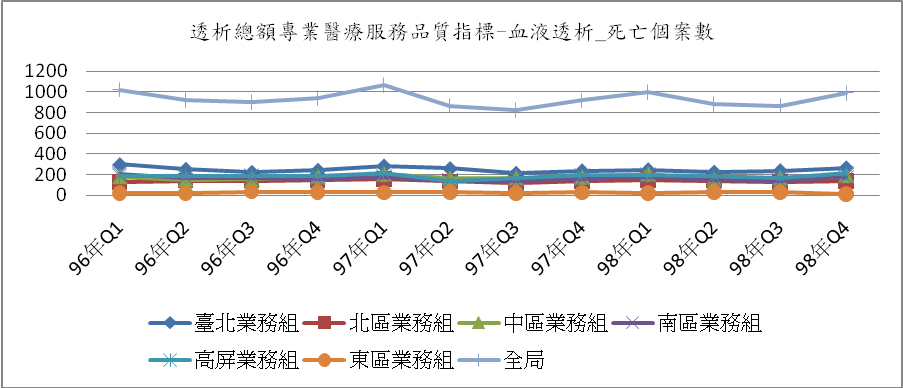 透析總額專業醫療服務品質指標-血液透析_死亡個案數
1200
1000
800
600
400
200
0
96年Q1 96年Q2 96年Q3 96年Q4 97年Q1 97年Q2 97年Q3 97年Q4 98年Q1 98年Q2 98年Q3 98年Q4
臺北業務組 北區業務組 中區業務組 南區業務組
高屏業務組 東區業務組 全局